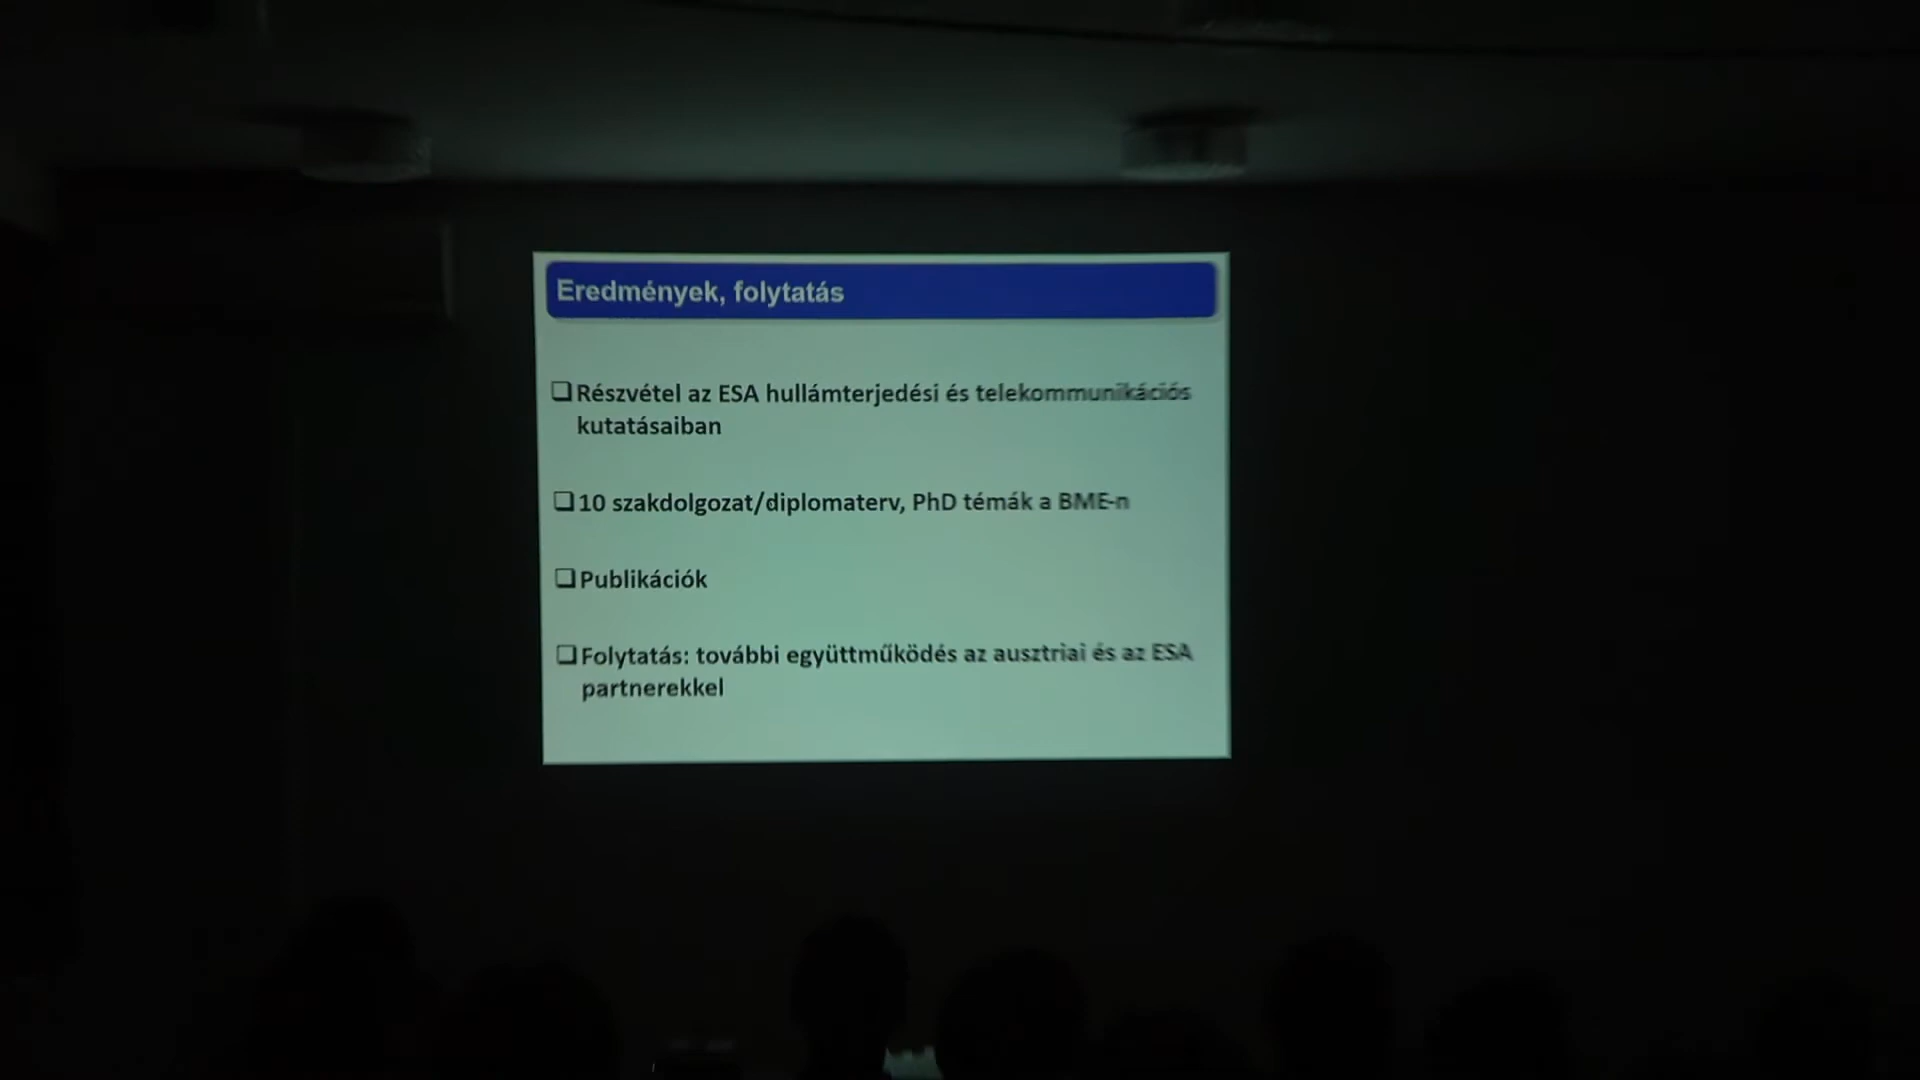 Eredmények, folytatás
❑Részvétel az ESA hullámterjedési és telekommunikációs
kutatásaiban
❑10 szakdolgozat/diplomaterv, PhD témák a BME-n
❑Publikációk
❑Folytatás: további együttműködés az ausztriai és az ESA
partnerekkel